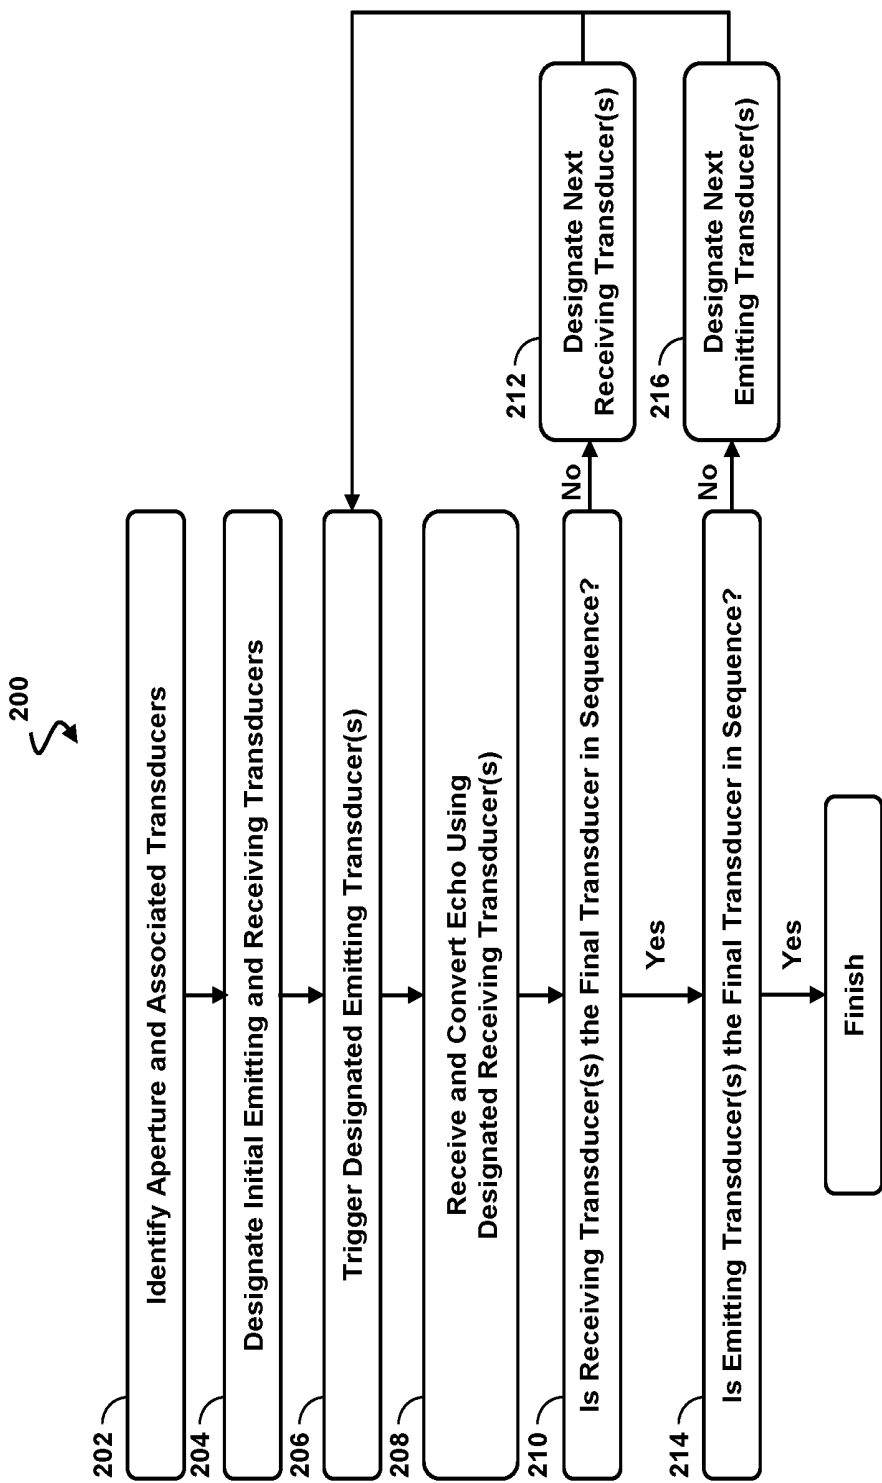 200
202
Identify Aperture and Associated Transducers
204
Designate Initial Emitting and Receiving Transducers
206
Trigger Designated Emitting Transducer(s)
208
Receive and Convert Echo Using
Designated Receiving Transducer(s)
210
Is Receiving Transducer(s) the Final Transducer in Sequence?
No
212
Designate Next
Receiving Transducer(s)
Yes
214
Is Emitting Transducer(s) the Final Transducer in Sequence?
No
216
Designate Next
Emitting Transducer(s)
Yes
Finish